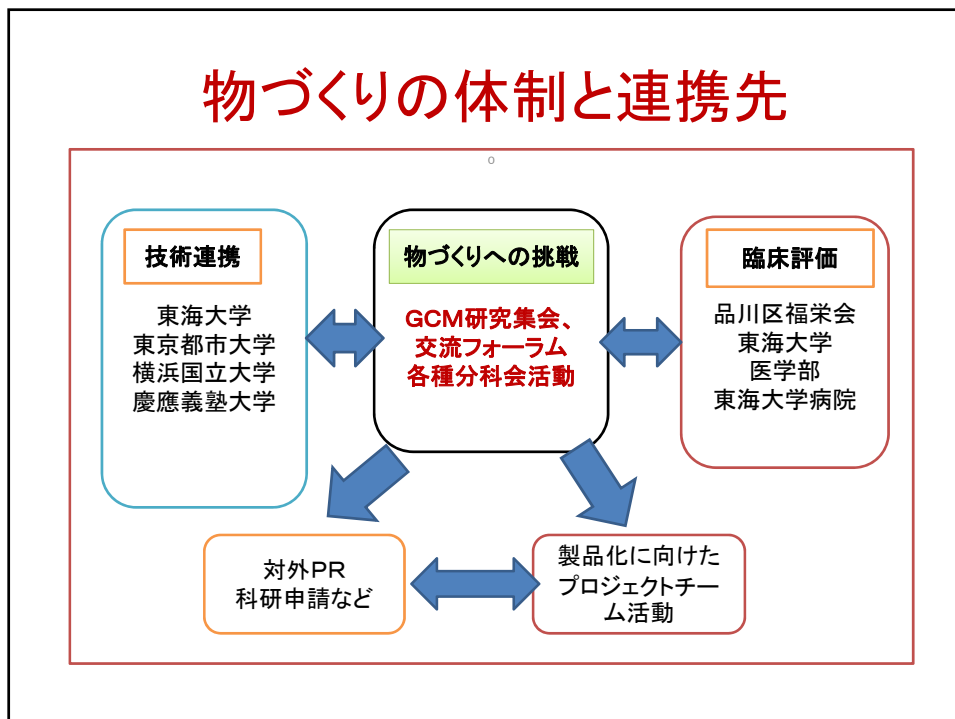 物づくりの体制と連携先
技術連携
東海大学
東京都市大学
横浜国立大学
慶應義塾大学
物づくりへの挑戦
GCM研究集会、
交流フォーラム
各種分科会活動
臨床評価
品川区福栄会
東海大学
医学部
東海大学病院
対外PR
科研申請など
製品化に向けた
プロジェクトチー
ム活動